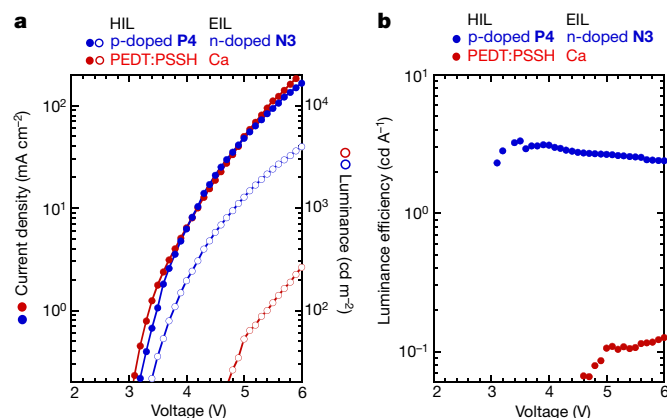 a
HIL EIL
p-doped P4 n-doped N3
PEDT:PSSH Ca
10²
10¹
10⁰
Current density (mA cm⁻²)
10⁴
10³
10²
Luminance (cd m⁻²)
2 3 4 5 6
Voltage (V)
b
HIL EIL
p-doped P4 n-doped N3
PEDT:PSSH Ca
10¹
10⁰
10⁻¹
Luminance efficiency (cd A⁻¹)
2 3 4 5 6
Voltage (V)